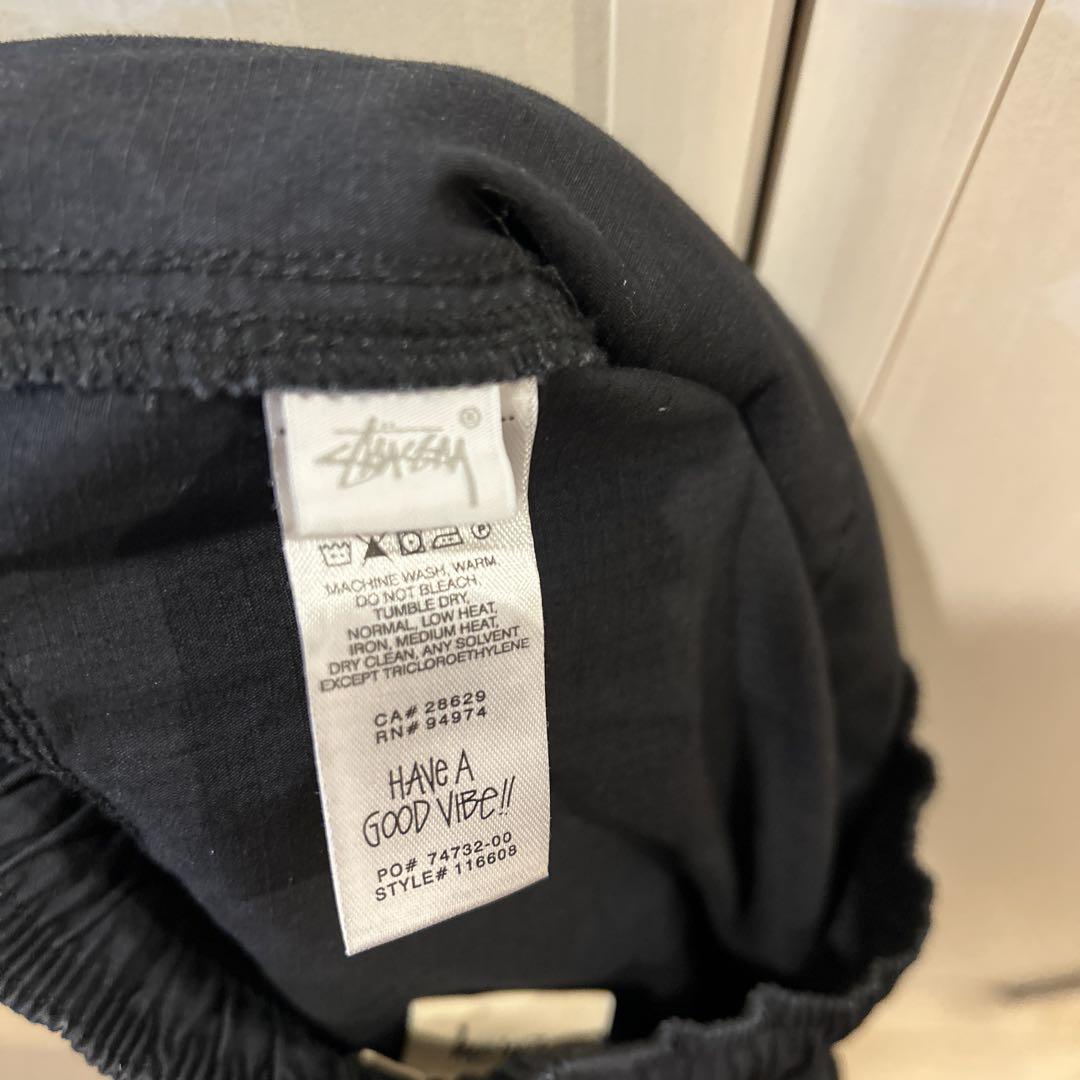 Stüssy ®
MACHINE WASH, WARM,
DO NOT BLEACH,
TUMBLE DRY,
NORMAL, LOW HEAT,
IRON, MEDIUM HEAT,
DRY CLEAN, ANY SOLVENT
EXCEPT TRICLOROETHYLENE
CA# 28629
RN# 94974
HAVE A
GOOD VIBE!!
PO# 74732-00
STYLE# 116608